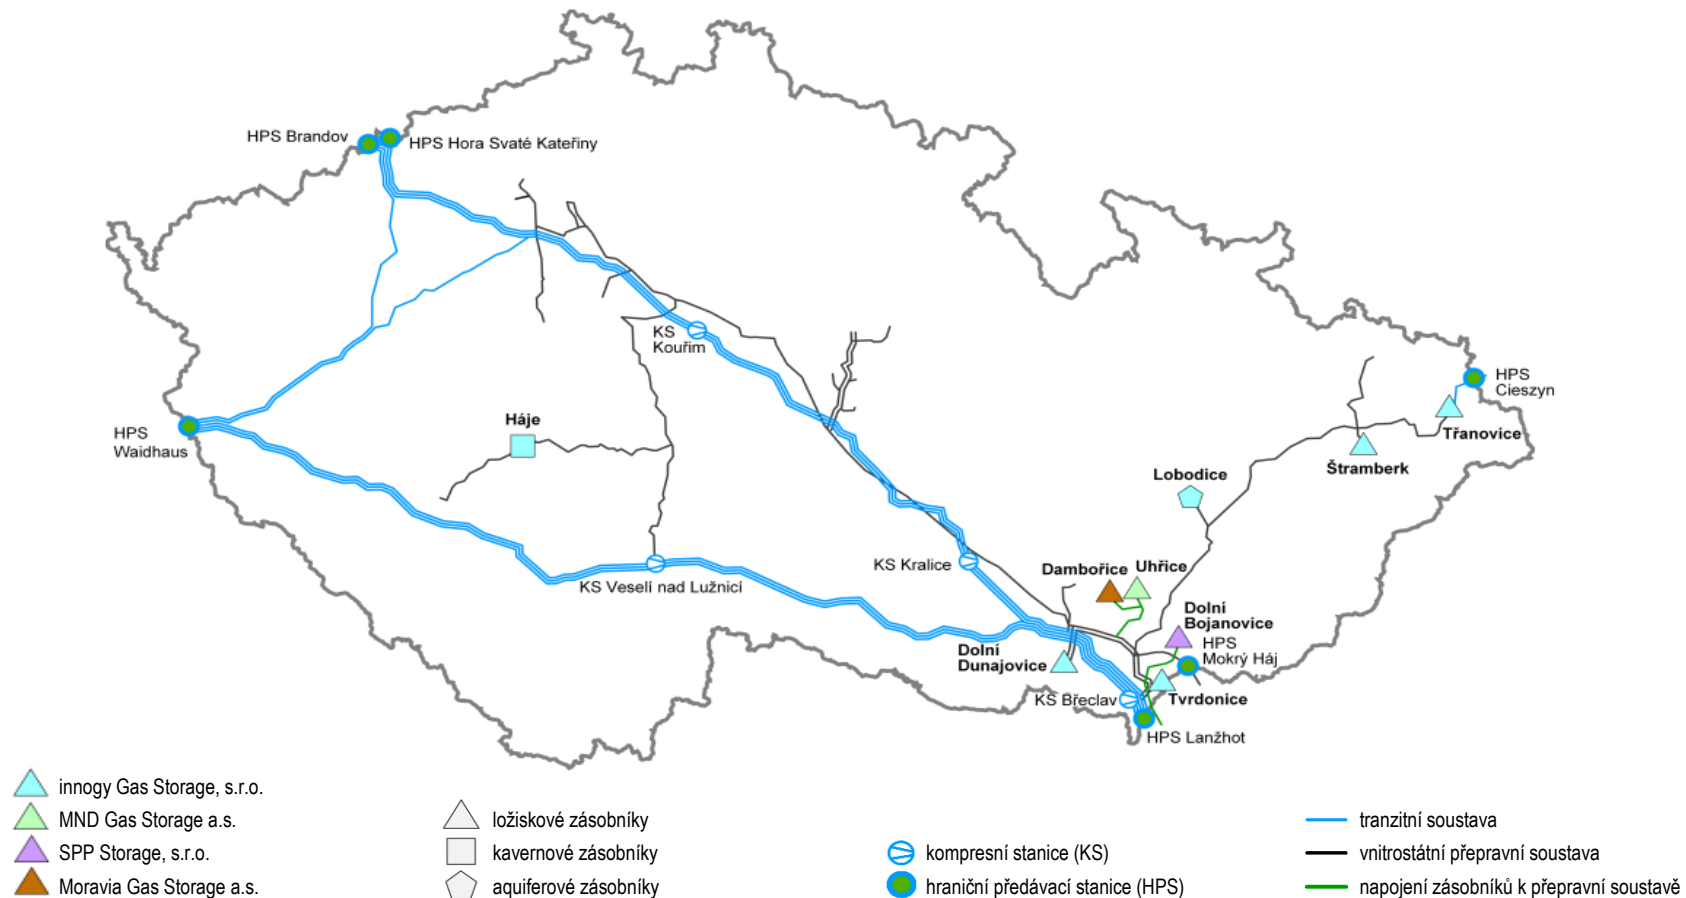 HPS Brandov
HPS Hora Svaté Kateřiny
KS
Kouřim
HPS
Cieszyn
Třanovice
HPS
Waidhaus
Háje
Štramberk
Lobodice
KS Kralice
Dambořice
Uhřice
KS Veselí nad Lužnicí
Dolní
Bojanovice
HPS
Mokrý Háj
Dolní
Dunajovice
KS Břeclav
Tvrdonice
HPS Lanžhot
innogy Gas Storage, s.r.o.
MND Gas Storage a.s.
SPP Storage, s.r.o.
Moravia Gas Storage a.s.
ložiskové zásobníky
kavernové zásobníky
aquiferové zásobníky
kompresní stanice (KS)
hraniční předávací stanice (HPS)
tranzitní soustava
vnitrostátní přepravní soustava
napojení zásobníků k přepravní soustavě